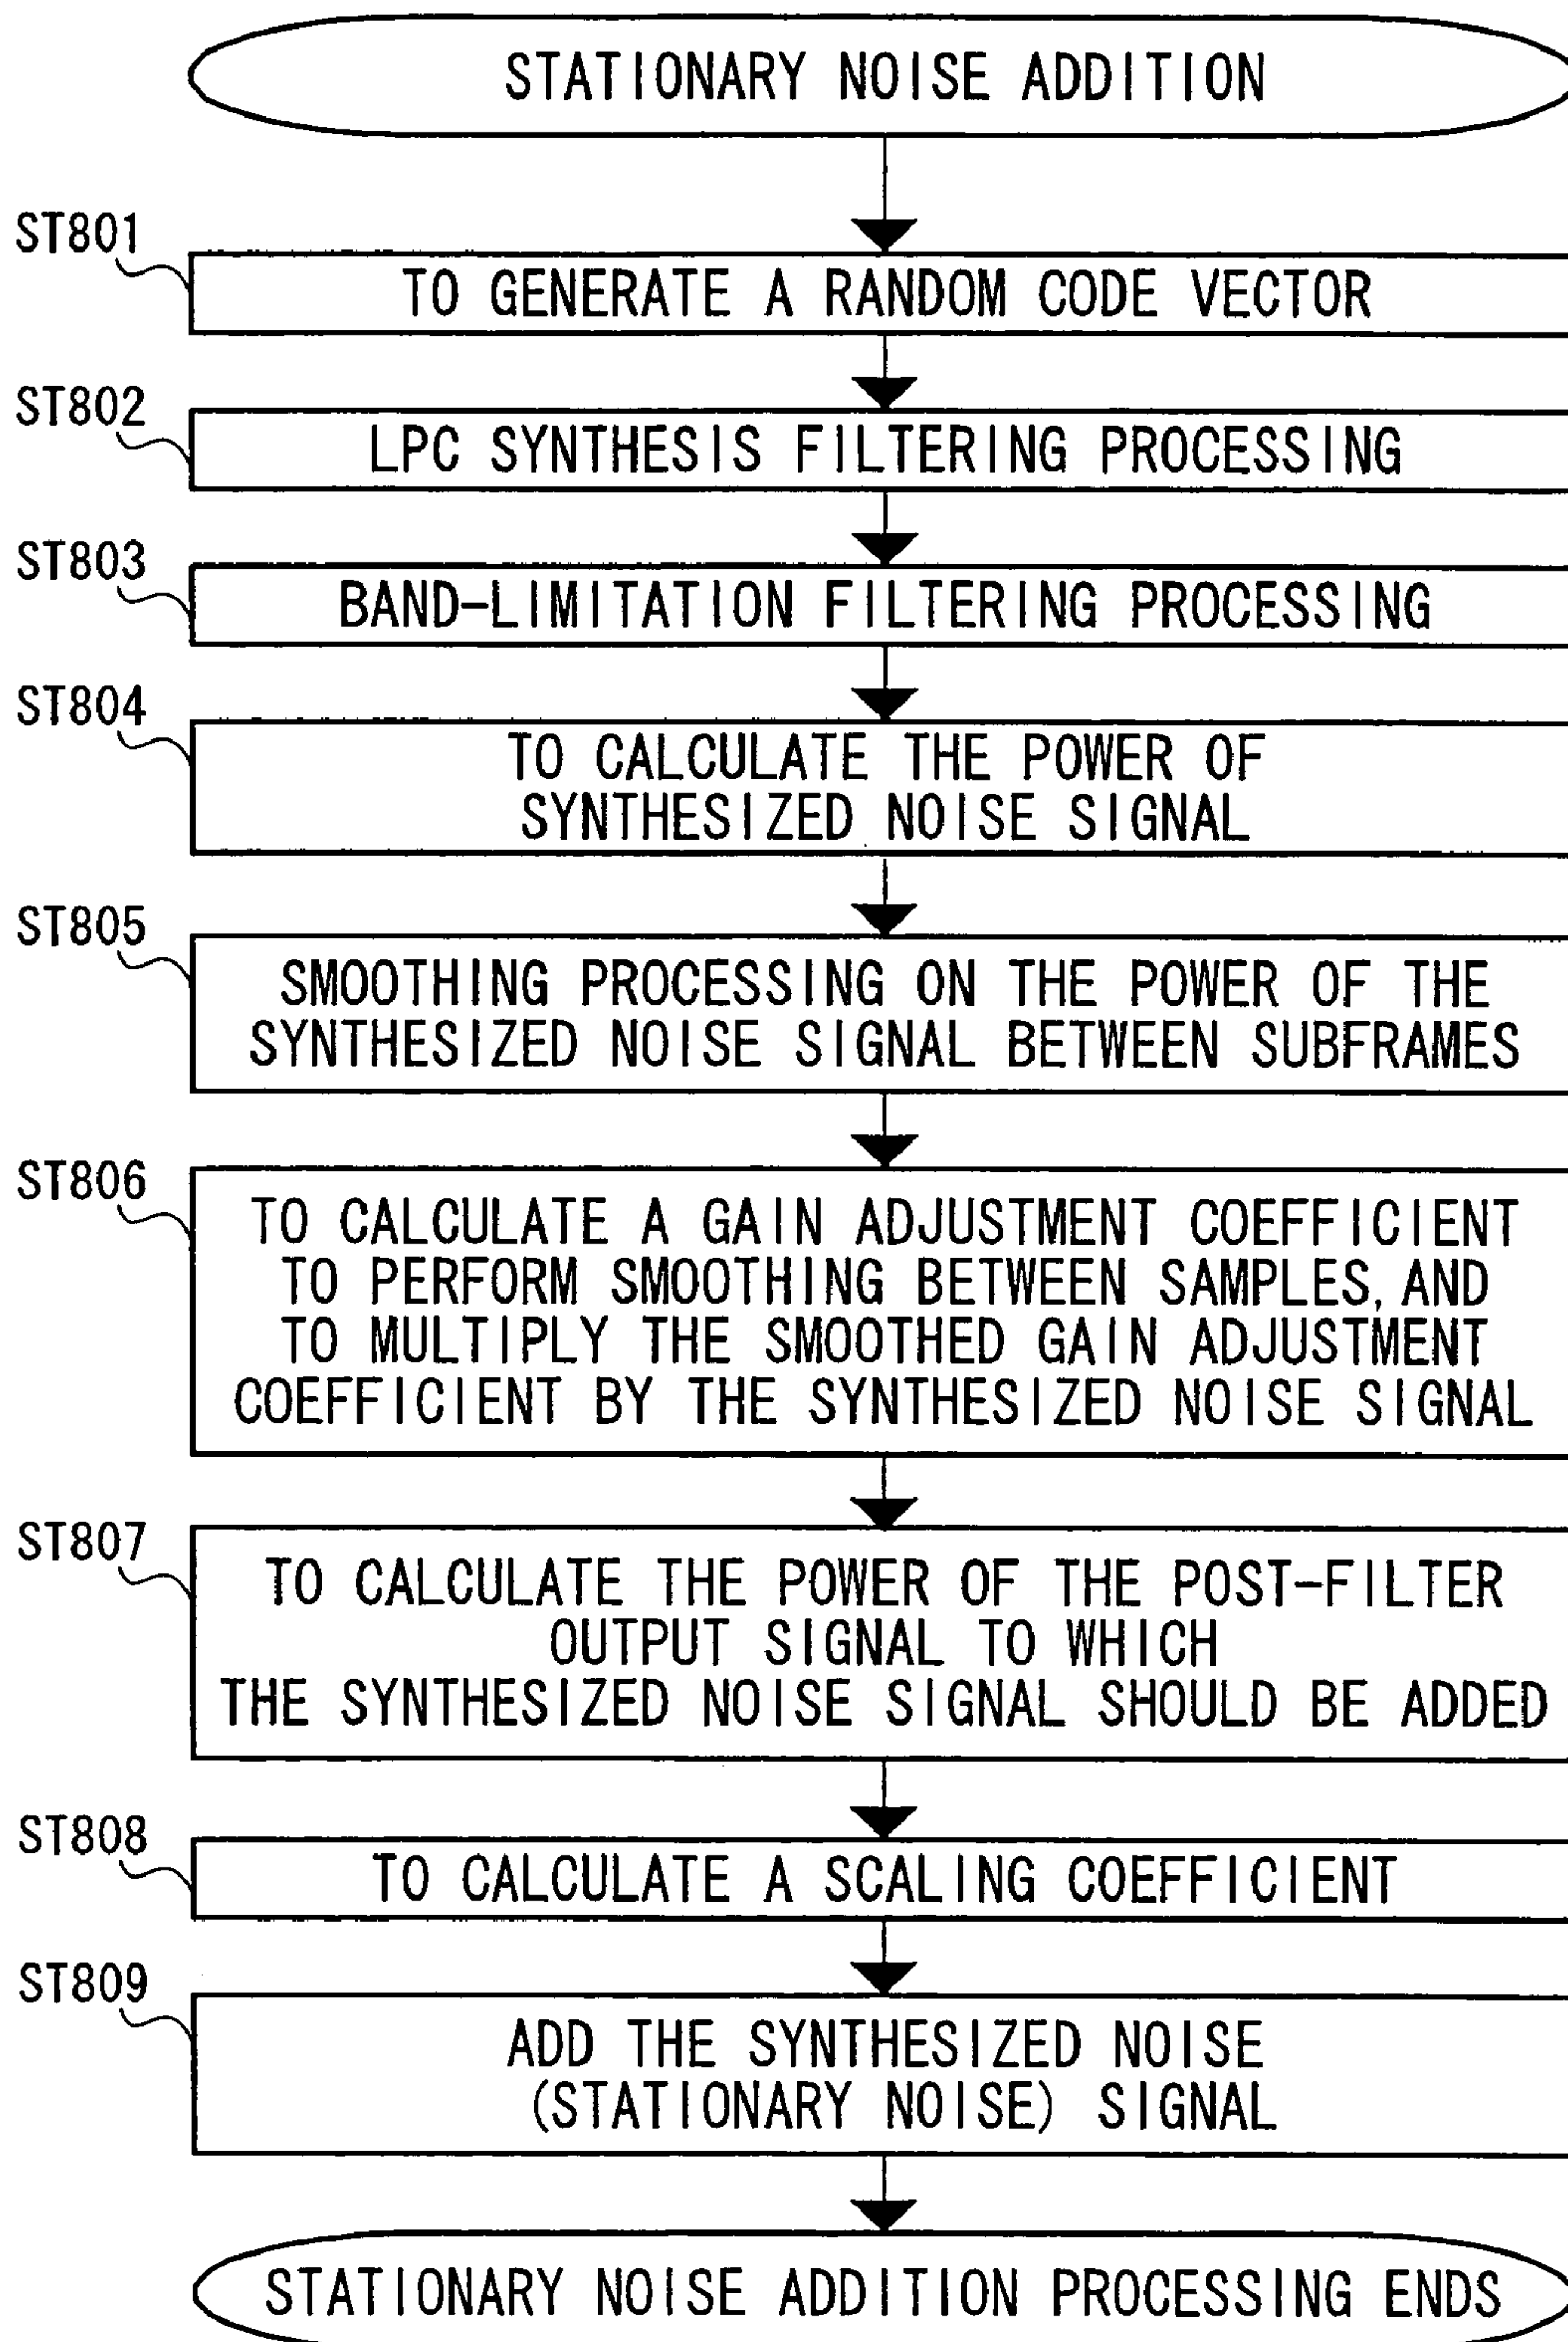 STATIONARY NOISE ADDITION
ST801
TO GENERATE A RANDOM CODE VECTOR
ST802
LPC SYNTHESIS FILTERING PROCESSING
ST803
BAND-LIMITATION FILTERING PROCESSING
ST804
TO CALCULATE THE POWER OF
SYNTHESIZED NOISE SIGNAL
ST805
SMOOTHING PROCESSING ON THE POWER OF THE
SYNTHESIZED NOISE SIGNAL BETWEEN SUBFRAMES
ST806
TO CALCULATE A GAIN ADJUSTMENT COEFFICIENT
TO PERFORM SMOOTHING BETWEEN SAMPLES, AND
TO MULTIPLY THE SMOOTHED GAIN ADJUSTMENT
COEFFICIENT BY THE SYNTHESIZED NOISE SIGNAL
ST807
TO CALCULATE THE POWER OF THE POST-FILTER
OUTPUT SIGNAL TO WHICH
THE SYNTHESIZED NOISE SIGNAL SHOULD BE ADDED
ST808
TO CALCULATE A SCALING COEFFICIENT
ST809
ADD THE SYNTHESIZED NOISE
(STATIONARY NOISE) SIGNAL
STATIONARY NOISE ADDITION PROCESSING ENDS